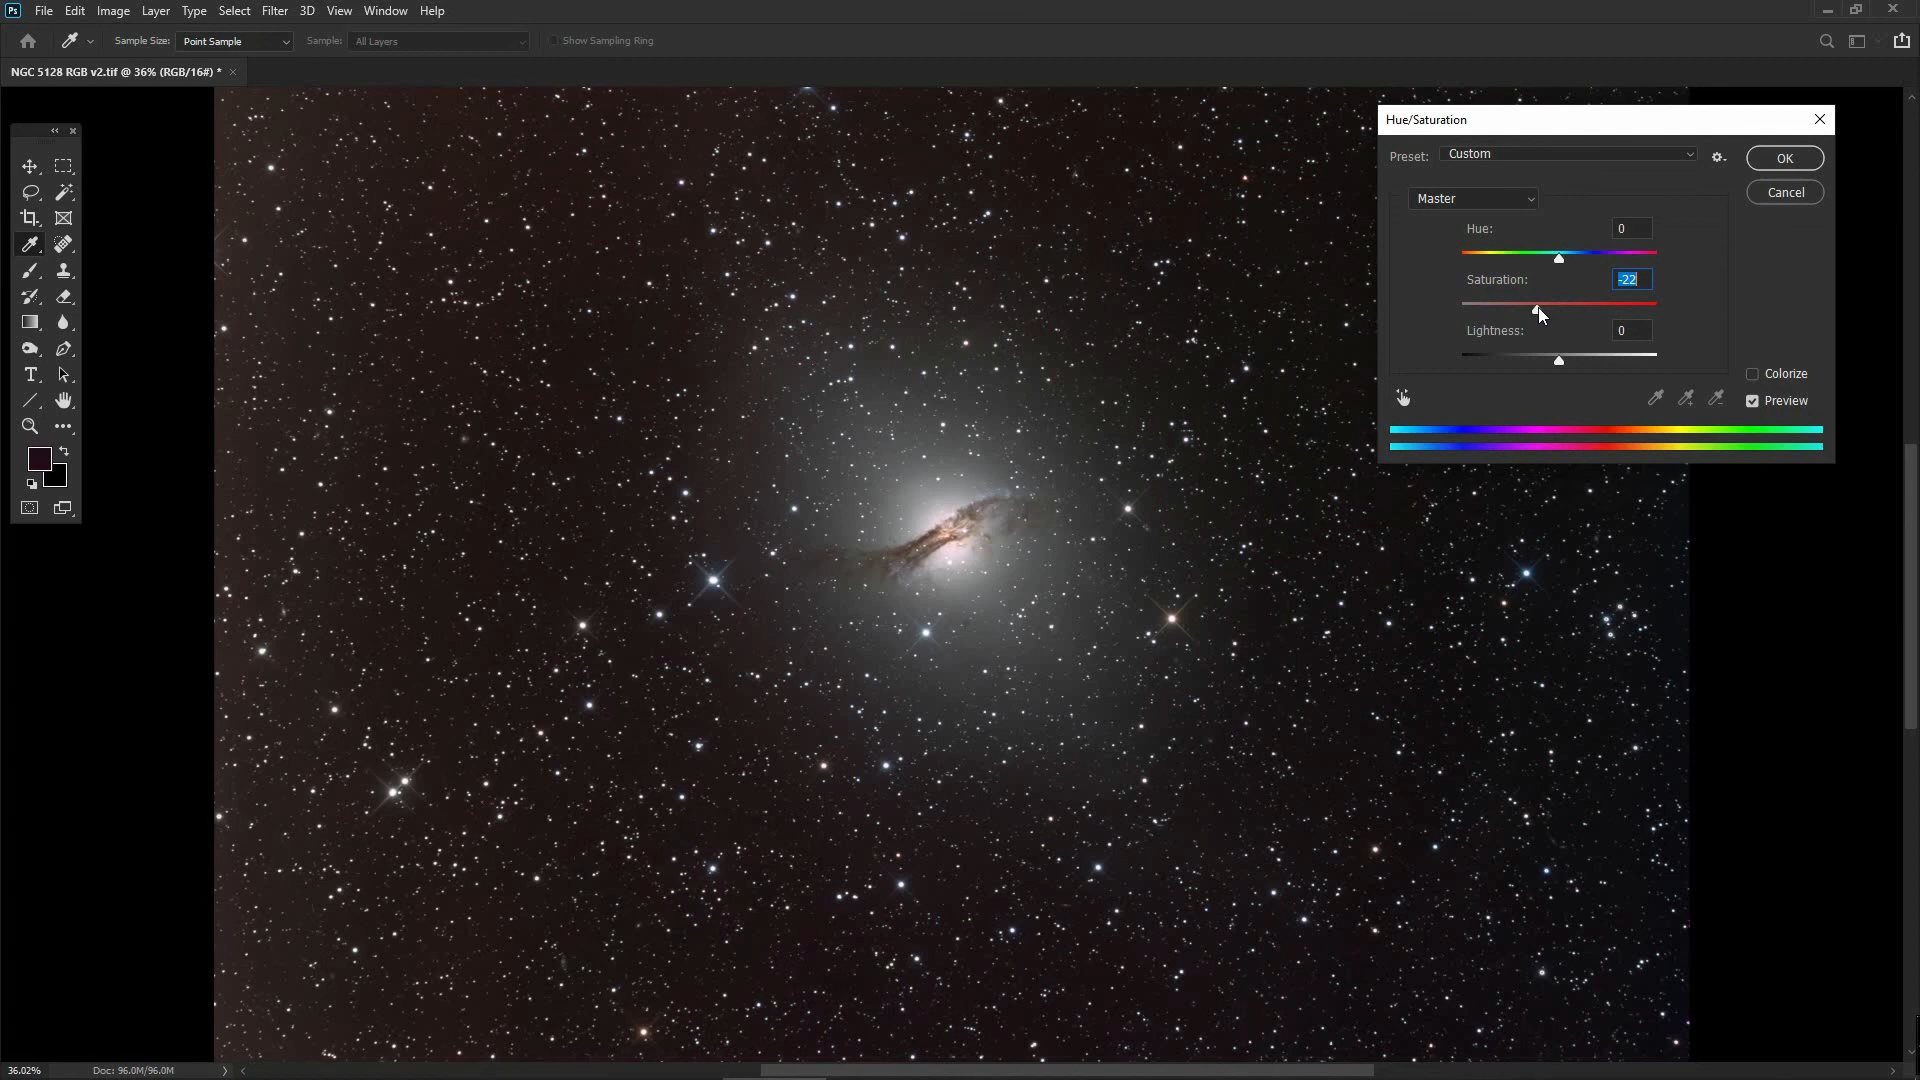 Ps File Edit Image Layer Type Select Filter 3D View Window Help
Sample Size: Point Sample Sample: All Layers Show Sampling Ring
NGC 5128 RGB v2.tif @ 36% (RGB/16#) *
Hue/Saturation
Preset: Custom
OK
Cancel
Master
Hue: 0
Saturation: -22
Lightness: 0
Colorize
Preview
36.02% Doc: 96.0M/96.0M